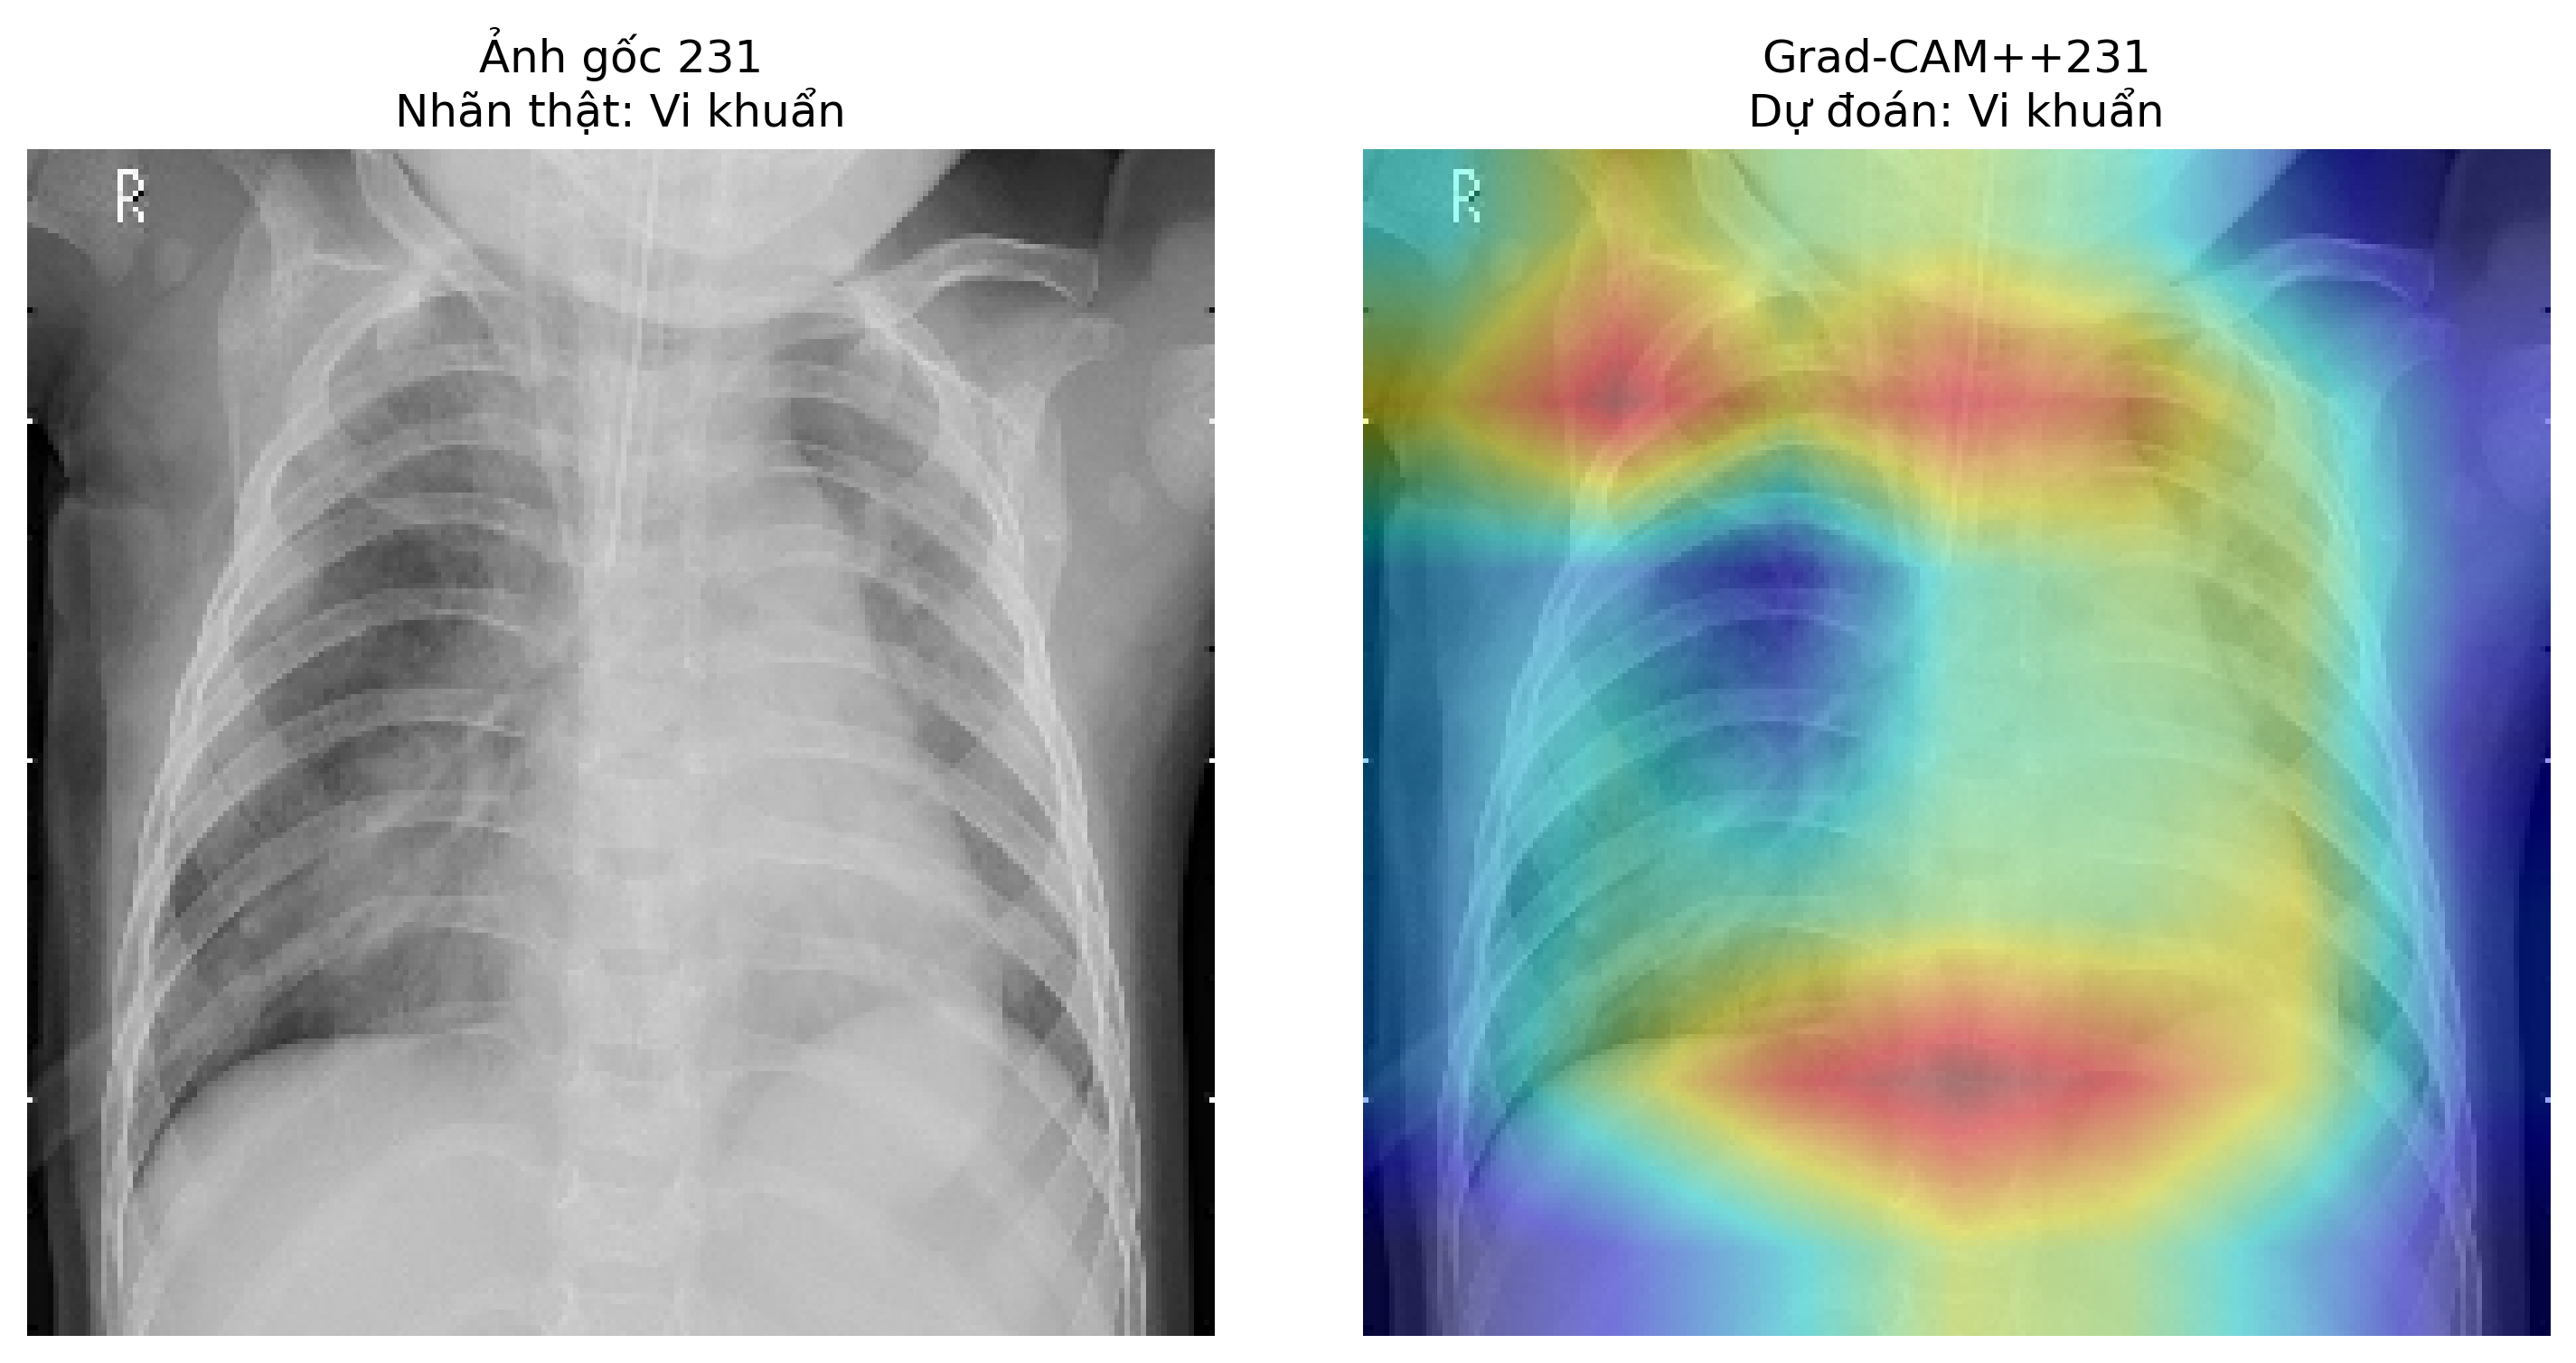 Ảnh gốc 231
Nhãn thật: Vi khuẩn
R
Grad-CAM++231
Dự đoán: Vi khuẩn
R